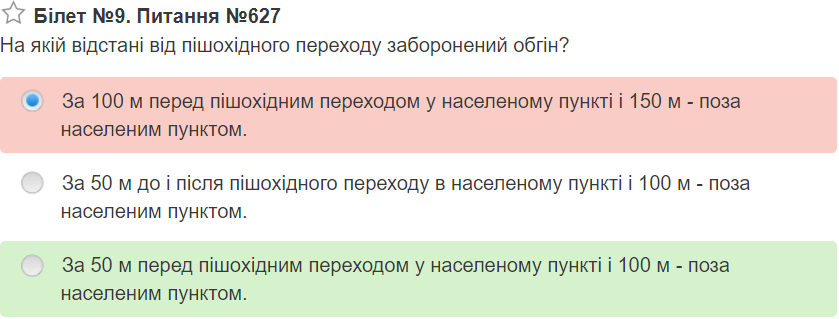 Білет №9. Питання №627
На якій відстані від пішохідного переходу заборонений обгін?
За 100 м перед пішохідним переходом у населеному пункті і 150 м - поза
населеним пунктом.
За 50 м до і після пішохідного переходу в населеному пункті і 100 м - поза
населеним пунктом.
За 50 м перед пішохідним переходом у населеному пункті і 100 м - поза
населеним пунктом.